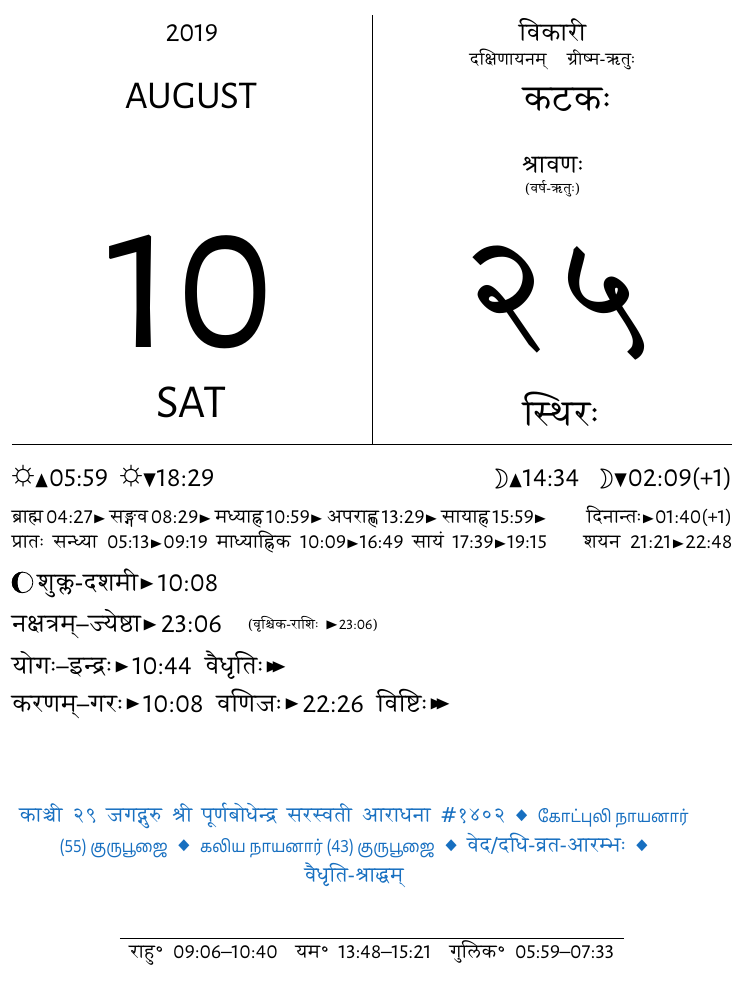 2019
AUGUST
10
SAT
विकारी
दक्षिणायनम् ग्रीष्म-ऋतुः
कटकः
श्रावणः
(वर्ष-ऋतुः)
२५
स्थिरः
☼▲05:59 ☼▼18:29 ☽▲14:34 ☽▼02:09(+1)
ब्राह्म 04:27► सङ्गव 08:29► मध्याह्न 10:59► अपराह्ण 13:29► सायाह्न 15:59► दिनान्तः►01:40(+1)
प्रातः सन्ध्या 05:13►09:19 माध्याह्निक 10:09►16:49 सायं 17:39►19:15 शयन 21:21►22:48
शुक्ल-दशमी►10:08
नक्षत्रम्–ज्येष्ठा►23:06 (वृश्चिक-राशिः ►23:06)
योगः–इन्द्रः►10:44 वैधृतिः►►
करणम्–गरः►10:08 वणिजः►22:26 विष्टिः►►
काञ्ची २९ जगद्गुरु श्री पूर्णबोधेन्द्र सरस्वती आराधना #१४०२ ◆ கோட்புலி நாயனார்
(55) குருபூஜை ◆ கலிய நாயனார் (43) குருபூஜை ◆ वेद/दधि-व्रत-आरम्भः ◆
वैधृति-श्राद्धम्
राहु॰ 09:06–10:40 यम॰ 13:48–15:21 गुलिक॰ 05:59–07:33